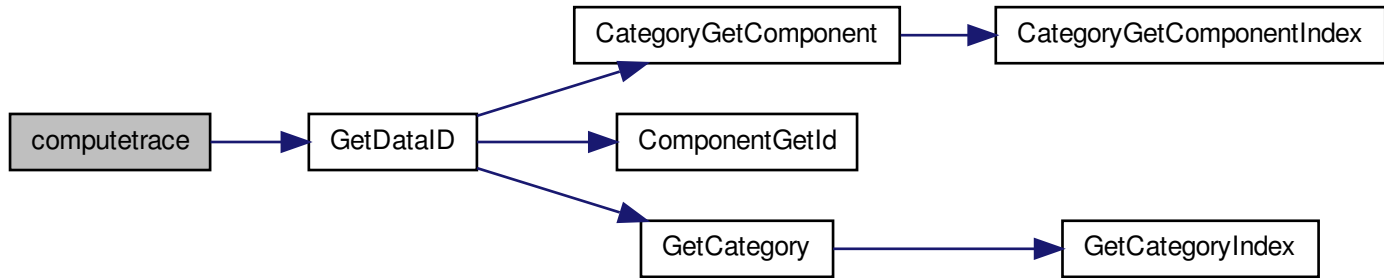 CategoryGetComponent
CategoryGetComponentIndex
computetrace
GetDataID
ComponentGetId
GetCategory
GetCategoryIndex